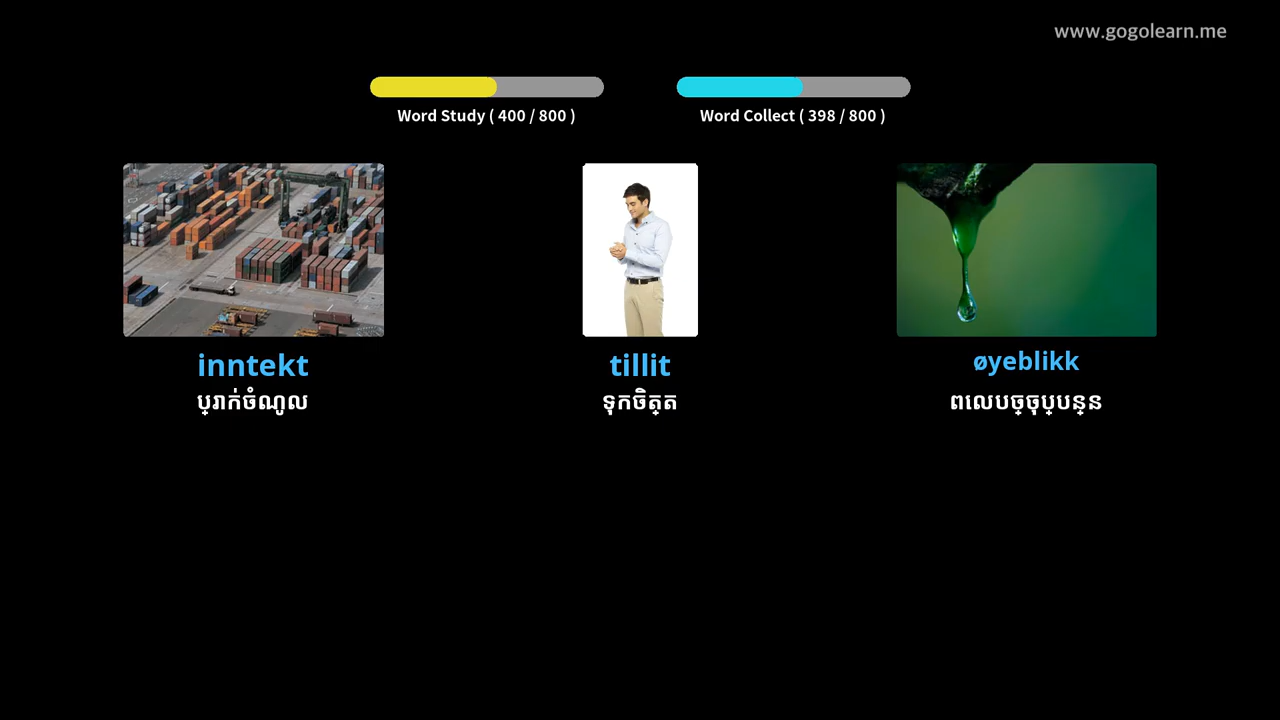 www.gogolearn.me
Word Study ( 400 / 800 )
Word Collect ( 398 / 800 )
inntekt
tillit
øyeblikk
ប្រាក់ចំណូល
ទុកចិត្ត
ពេលបច្ចុប្បន្ន